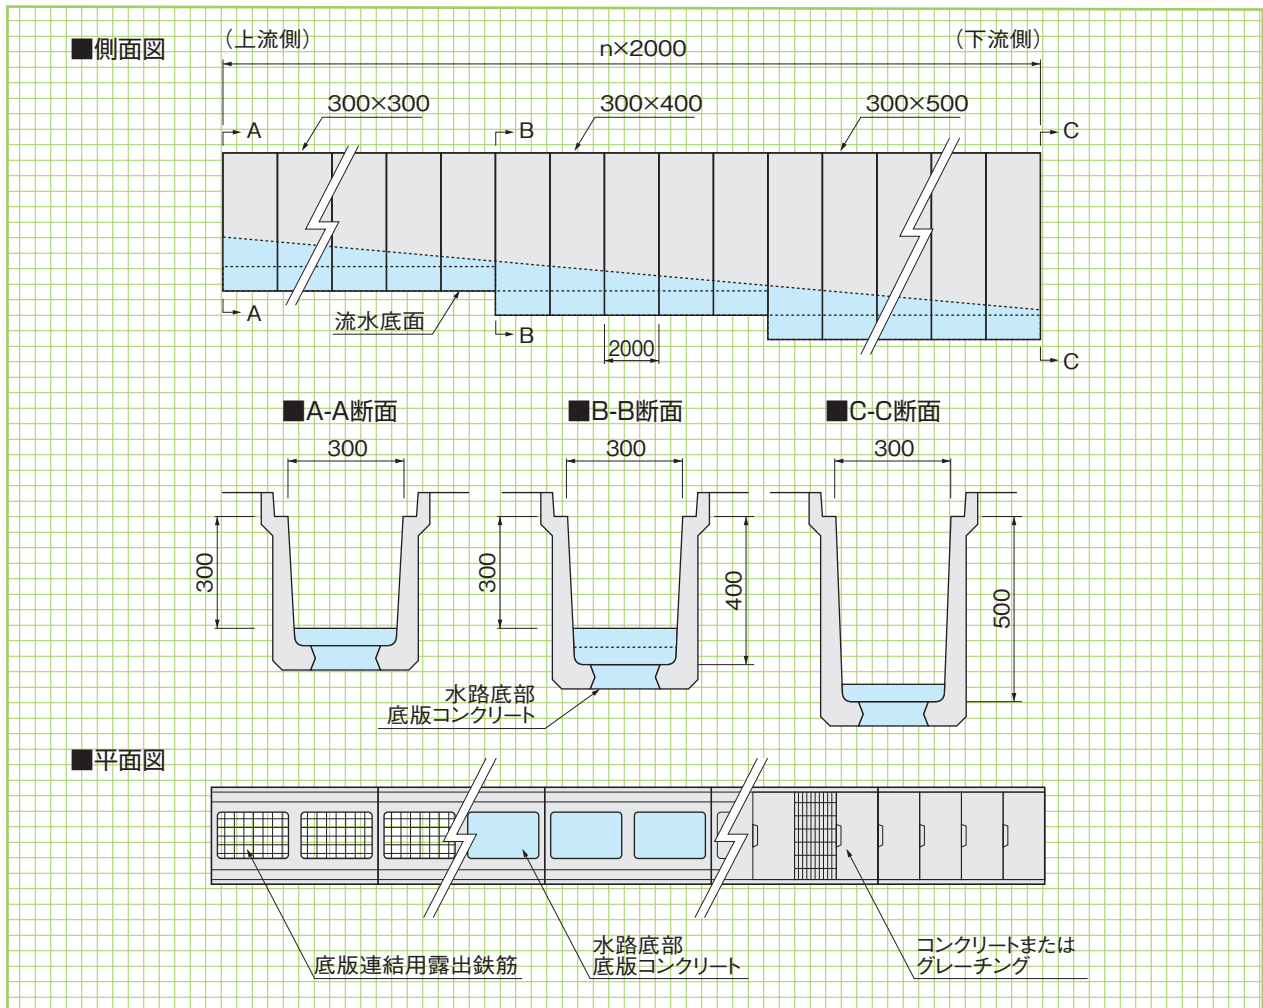 ■側面図
(上流側)
n×2000
(下流側)
300×300
300×400
300×500
A
B
C
A
流水底面
B
2000
C
■A-A断面
■B-B断面
■C-C断面
300
300
300
300
300
400
500
水路底部
底版コンクリート
■平面図
底版連結用露出鉄筋
水路底部
底版コンクリート
コンクリートまたは
グレーチング